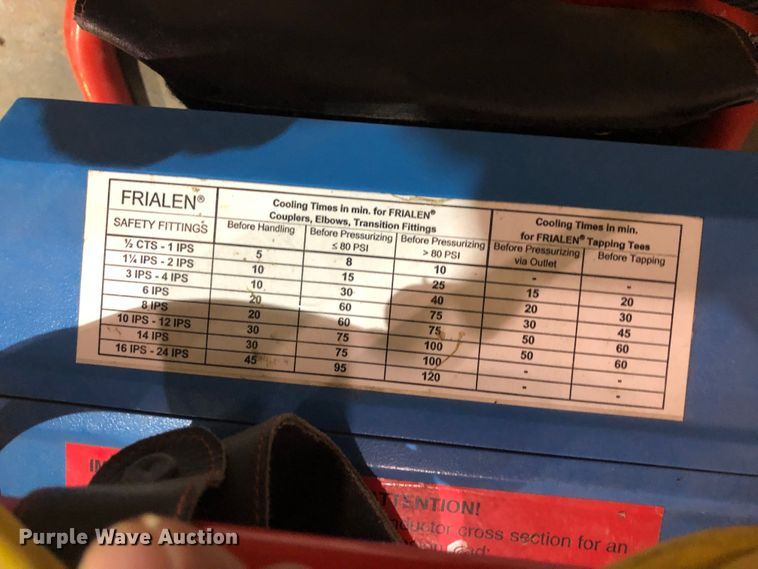 FRIALEN®
SAFETY FITTINGS
Cooling Times in min. for FRIALEN®
Couplers, Elbows, Transition Fittings
Cooling Times in min.
for FRIALEN® Tapping Tees
Before Handling
Before Pressurizing
≤ 80 PSI
Before Pressurizing
> 80 PSI
Before Pressurizing
via Outlet
Before Tapping
½ CTS - 1 IPS 5 8 10 - -
1¼ IPS - 2 IPS 10 15 25 15 20
3 IPS - 4 IPS 10 30 40 20 30
6 IPS 20 60 75 30 45
8 IPS 20 60 75 50 60
10 IPS - 12 IPS 30 75 100 50 60
14 IPS 30 75 100 - -
16 IPS - 24 IPS 45 95 120 - -
ATTENTION!
cross section for an
Purple Wave Auction